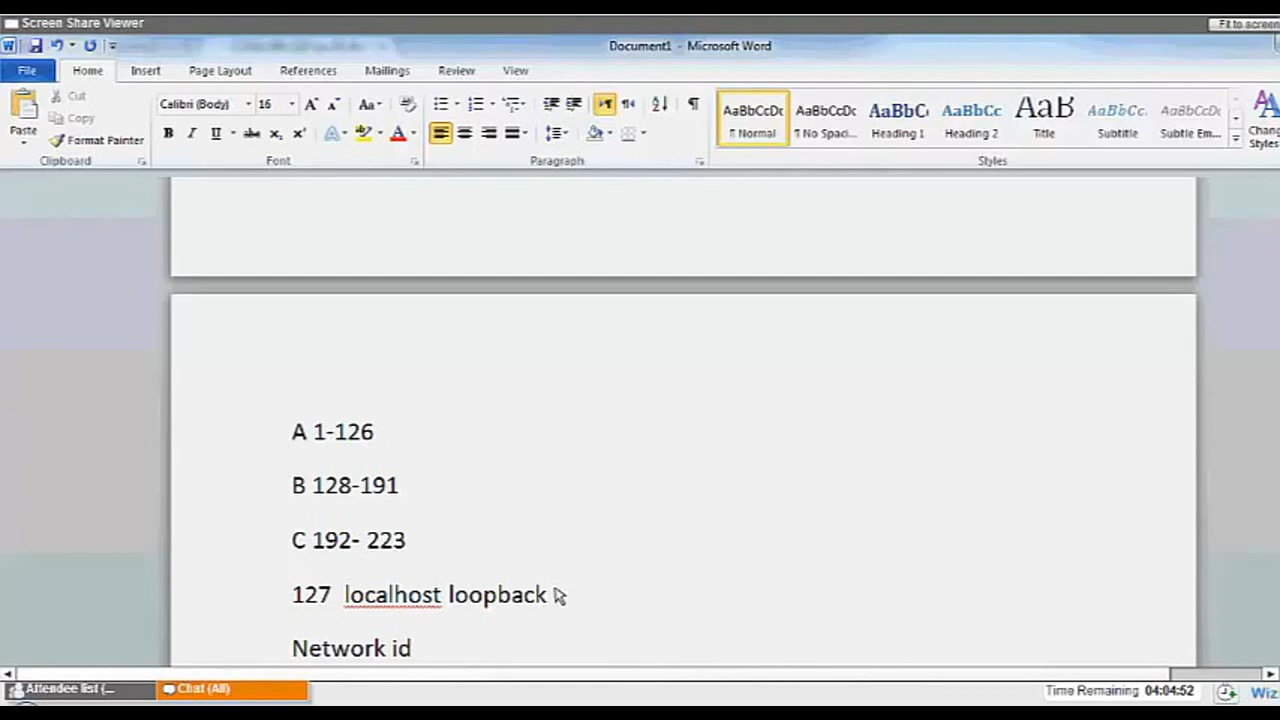 Screen Share Viewer
Fit to screen
Document1 - Microsoft Word
File Home Insert Page Layout References Mailings Review View
Paste
Cut
Copy
Format Painter
Clipboard
Calibri (Body) 16
Font
Paragraph
AaBbCcDc AaBbCcDc AaBbC AaBbCc AaB AaBbCc. AaBbCcDc
¶ Normal ¶ No Spaci... Heading 1 Heading 2 Title Subtitle Subtle Em...
Styles
A 1-126
B 128-191
C 192- 223
127 localhost loopback
Network id
Attendee list (...
Chat (All)
Time Remaining 04:04:52